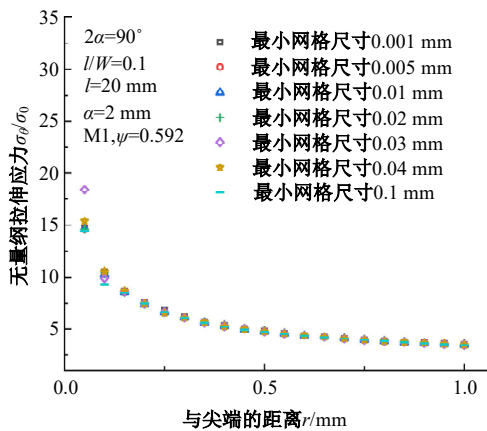 35
30
25
20
15
10
5
无量纲拉伸应力σθ/σ0
2α=90°
l/W=0.1
l=20 mm
α=2 mm
M1,ψ=0.592
最小网格尺寸0.001 mm
最小网格尺寸0.005 mm
最小网格尺寸0.01 mm
最小网格尺寸0.02 mm
最小网格尺寸0.03 mm
最小网格尺寸0.04 mm
最小网格尺寸0.1 mm
0.0
0.5
1.0
与尖端的距离r/mm